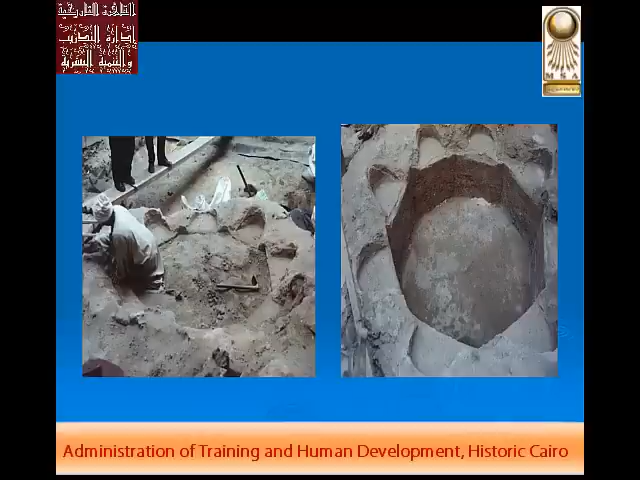 القاهرة التاريخية
إدارة التدريب
والتنمية البشرية
MSA
Administration of Training and Human Development, Historic Cairo